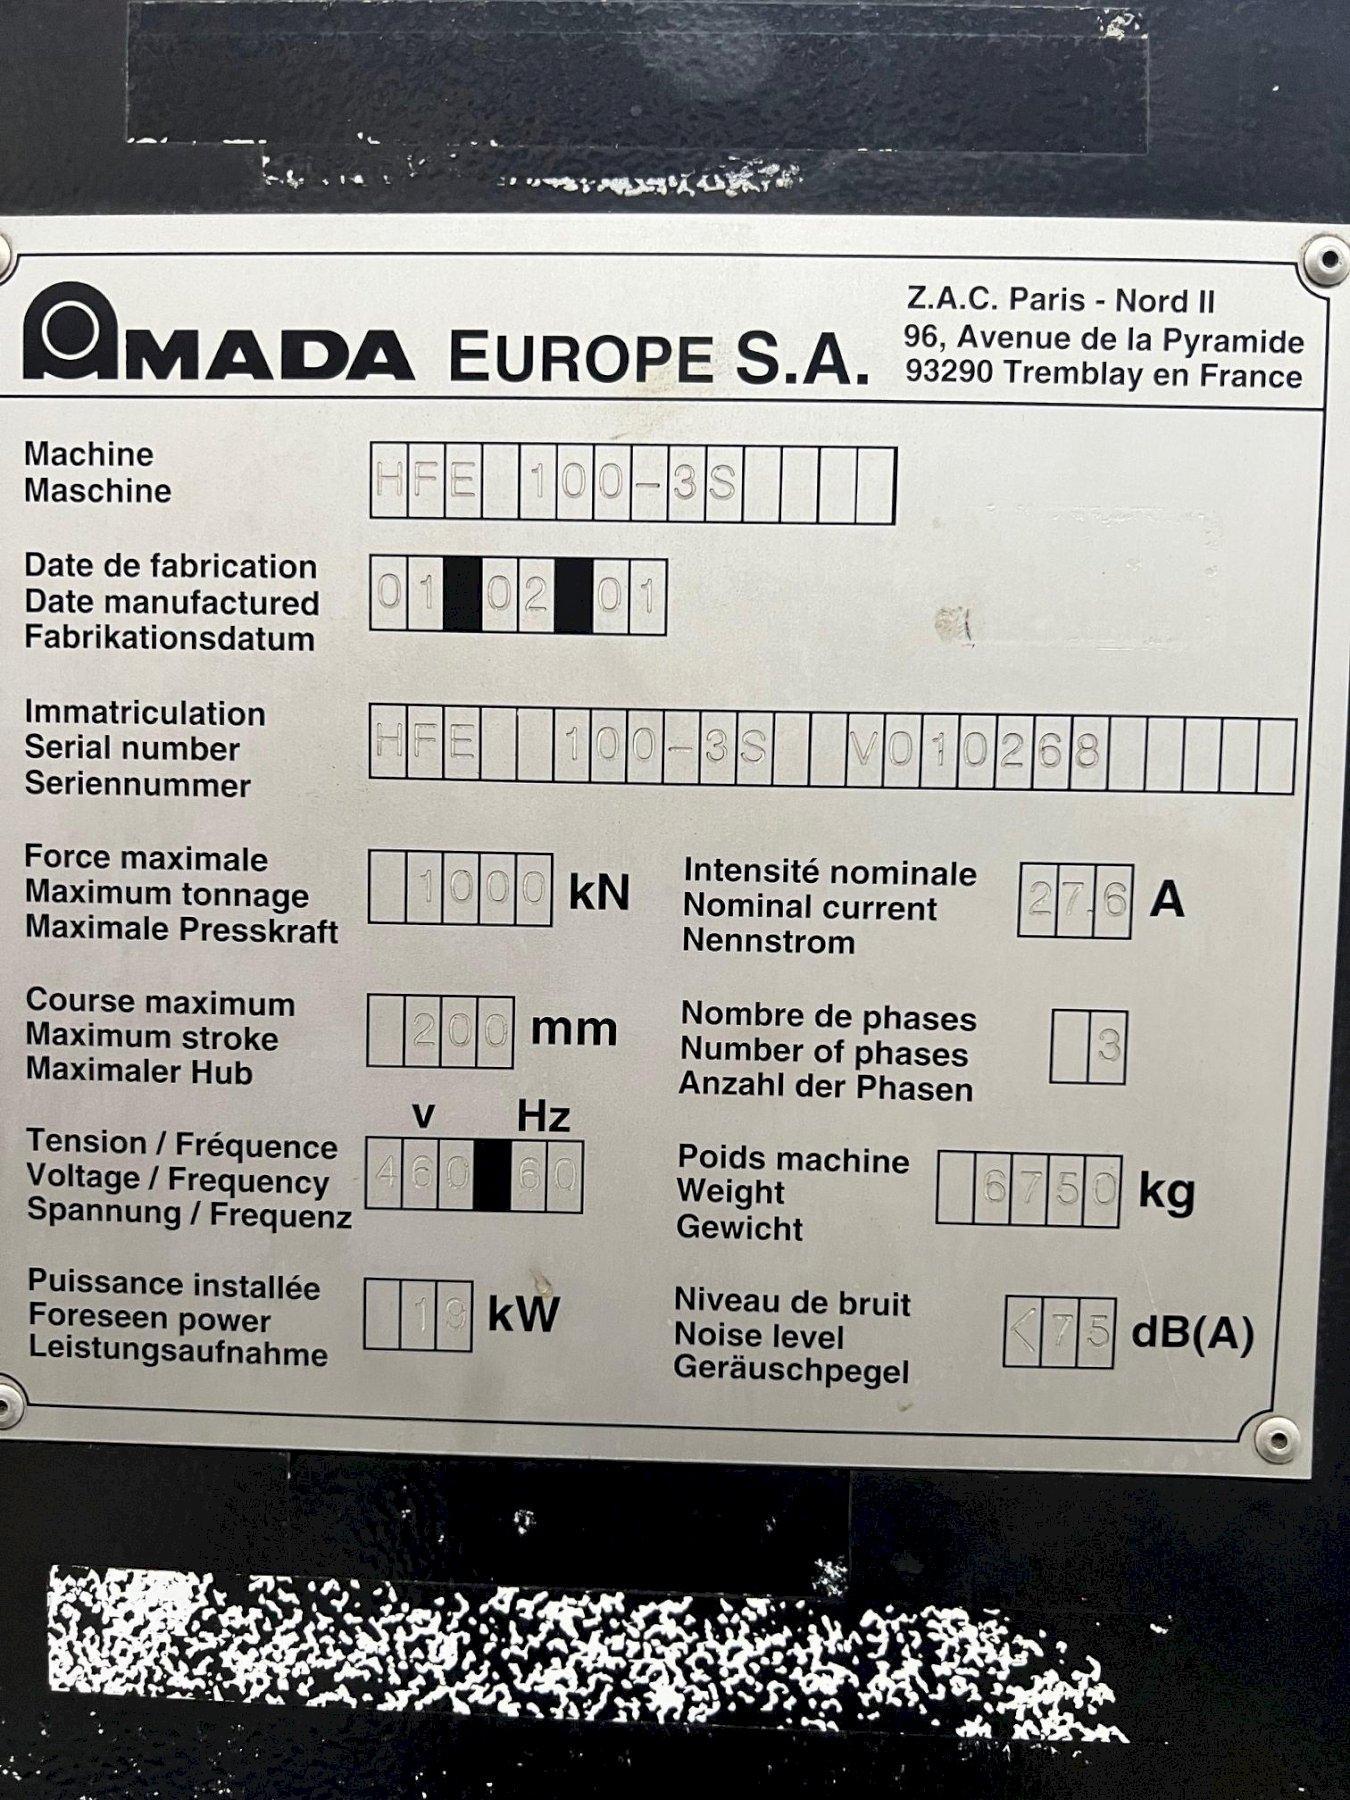 AMADA EUROPE S.A.
Z.A.C. Paris - Nord II
96, Avenue de la Pyramide
93290 Tremblay en France
Machine
Maschine
HFE 100-3S
Date de fabrication
Date manufactured
Fabrikationsdatum
01 02 01
Immatriculation
Serial number
Seriennummer
HFE 100-3S V010268
Force maximale
Maximum tonnage
Maximale Presskraft
1000 kN
Intensité nominale
Nominal current
Nennstrom
27.6 A
Course maximum
Maximum stroke
Maximaler Hub
200 mm
Nombre de phases
Number of phases
Anzahl der Phasen
3
V Hz
Tension / Fréquence
Voltage / Frequency
Spannung / Frequenz
460 60
Poids machine
Weight
Gewicht
6750 kg
Puissance installée
Foreseen power
Leistungsaufnahme
19 kW
Niveau de bruit
Noise level
Geräuschpegel
<75 dB(A)